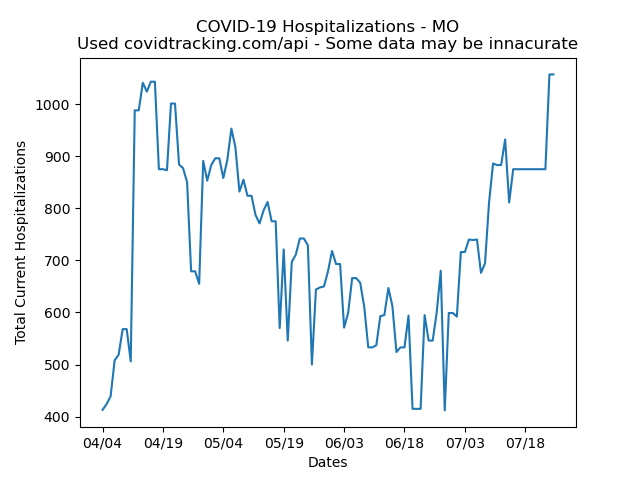 COVID-19 Hospitalizations - MO
Used covidtracking.com/api - Some data may be innacurate
1000
900
800
700
600
500
400
Total Current Hospitalizations
04/04 04/19 05/04 05/19 06/03 06/18 07/03 07/18
Dates